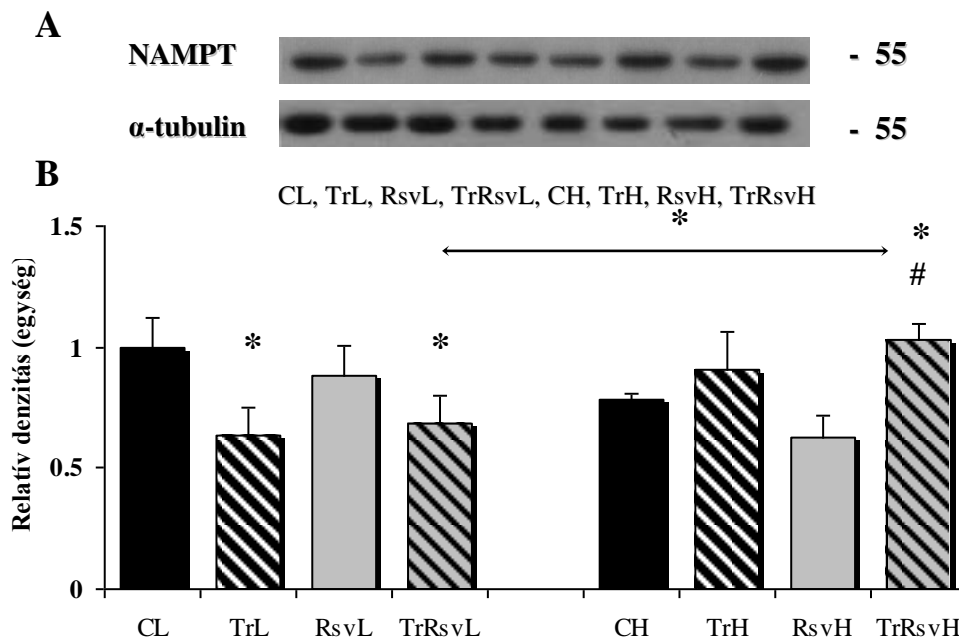 A
NAMPT - 55
α-tubulin - 55
B
CL, TrL, RsvL, TrRsvL, CH, TrH, RsvH, TrRsvH
*
*
#
* *
1.5
1
0.5
0
Relatív denzitás (egység)
CL TrL RsvL TrRsvL CH TrH RsvH TrRsvH